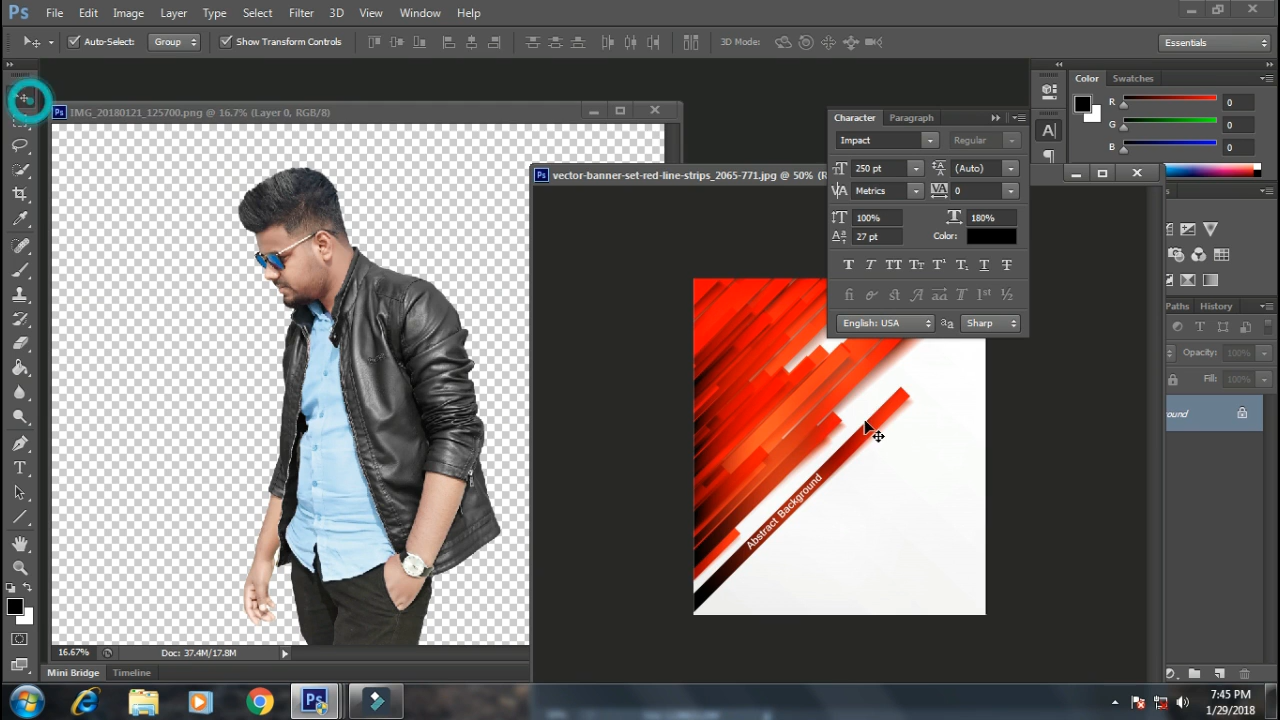 Ps File Edit Image Layer Type Select Filter 3D View Window Help
Auto-Select: Group Show Transform Controls 3D Mode: Essentials
Color Swatches
IMG_20180121_125700.png @ 16.7% (Layer 0, RGB/8)
R 0
G 0
B 0
Character Paragraph
Impact Regular
250 pt (Auto)
Metrics 0
100% 180%
27 pt Color:
English: USA aa Sharp
vector-banner-set-red-line-strips_2065-771.jpg @ 50% (R
Abstract Background
Paths History
Opacity: 100%
Fill: 100%
ound
16.67% Doc: 37.4M/17.8M
Mini Bridge Timeline
7:45 PM
1/29/2018